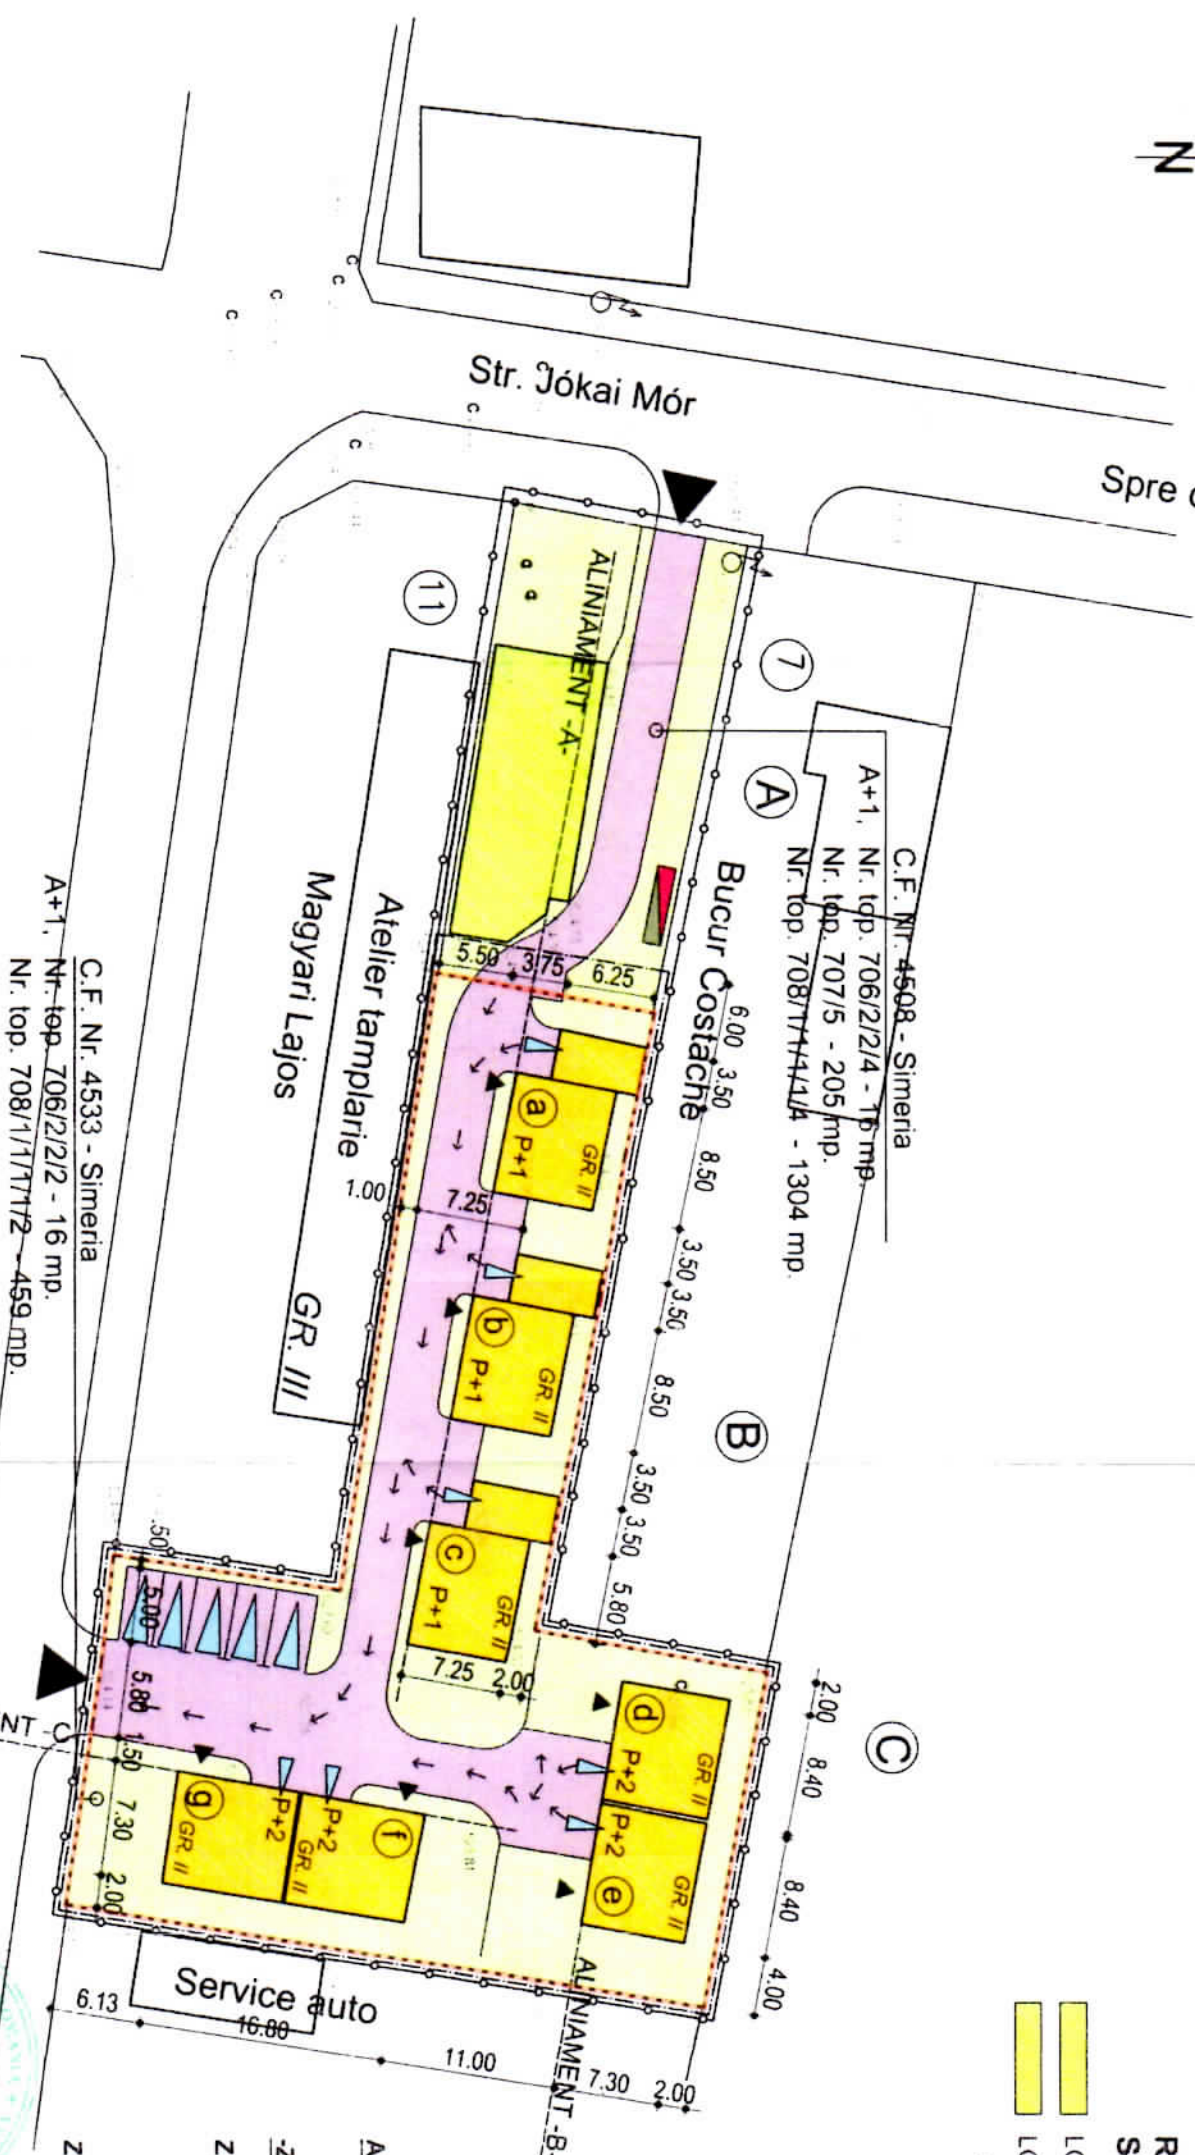 N
Str. Jókai Mór
Spre
11
7
ALINIAMENT -A-
A
C.F. Nr. 4508 - Simeria
A+1, Nr. top. 706/2/2/4 - 16 mp.
Nr. top. 707/5 - 205 mp.
Nr. top. 708/1/1/1/1/4 - 1304 mp.
Bucur Costache
Atelier tamplarie
Magyari Lajos
GR. III
C.F. Nr. 4533 - Simeria
A+1, Nr. top. 706/2/2/2 - 16 mp.
Nr. top. 708/1/1/1/1/2 - 459 mp.
5.50 3.75 6.25
6.00 3.50 8.50 3.50 3.50 8.50 3.50 3.50 5.80
a
P+1
GR. II
1.00 7.25
b
P+1
GR. II
B
c
P+1
GR. II
7.25 2.00
C
2.00 8.40 8.40 4.00
d
P+2
GR. II
e
P+2
GR. II
f
P+2
GR. II
g
P+2
GR. II
.50 5.00 5.80 1.50 7.30 2.00
NT -C-
Service auto
6.13 16.80 11.00 7.30 2.00
ALINIAMENT -B-